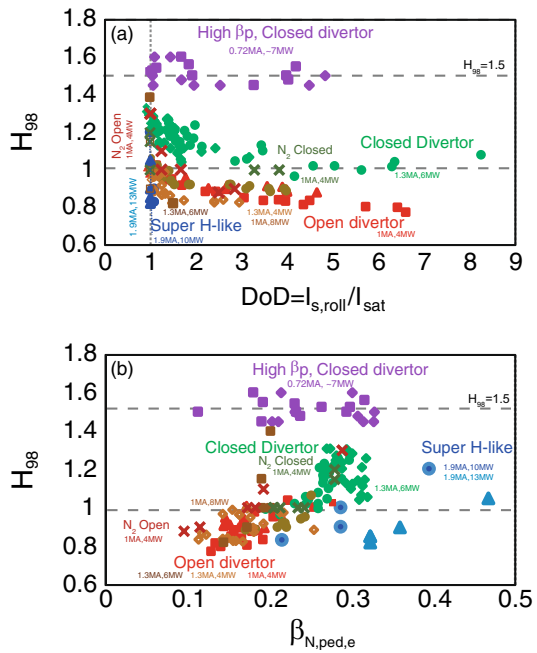 1.8
(a)
High βp, Closed divertor
0.72MA,~7MW
1.6
H98=1.5
1.4
N2 Open
1MA,4MW
H98
1.2
N2 Closed
Closed Divertor
1MA,4MW
1.3MA,6MW
1
1.9MA,13MW
1.3MA,6MW
1.3MA,4MW
1MA,8MW
Open divertor
1MA,4MW
0.8
Super H-like
1.9MA,10MW
0.6
0 1 2 3 4 5 6 7 8 9
DoD=Is,roll/Isat
1.8
(b)
High βp, Closed divertor
0.72MA, ~7MW
1.6
H98=1.5
1.4
Closed Divertor
Super H-like
N2 Closed
1MA,4MW
1.9MA,10MW
1.9MA,13MW
H98
1.2
1.3MA,6MW
1
1MA,8MW
N2 Open
1MA,4MW
0.8
Open divertor
1.3MA,6MW
1.3MA,4MW
1MA,4MW
0.6
0 0.1 0.2 0.3 0.4 0.5
βN,ped,e